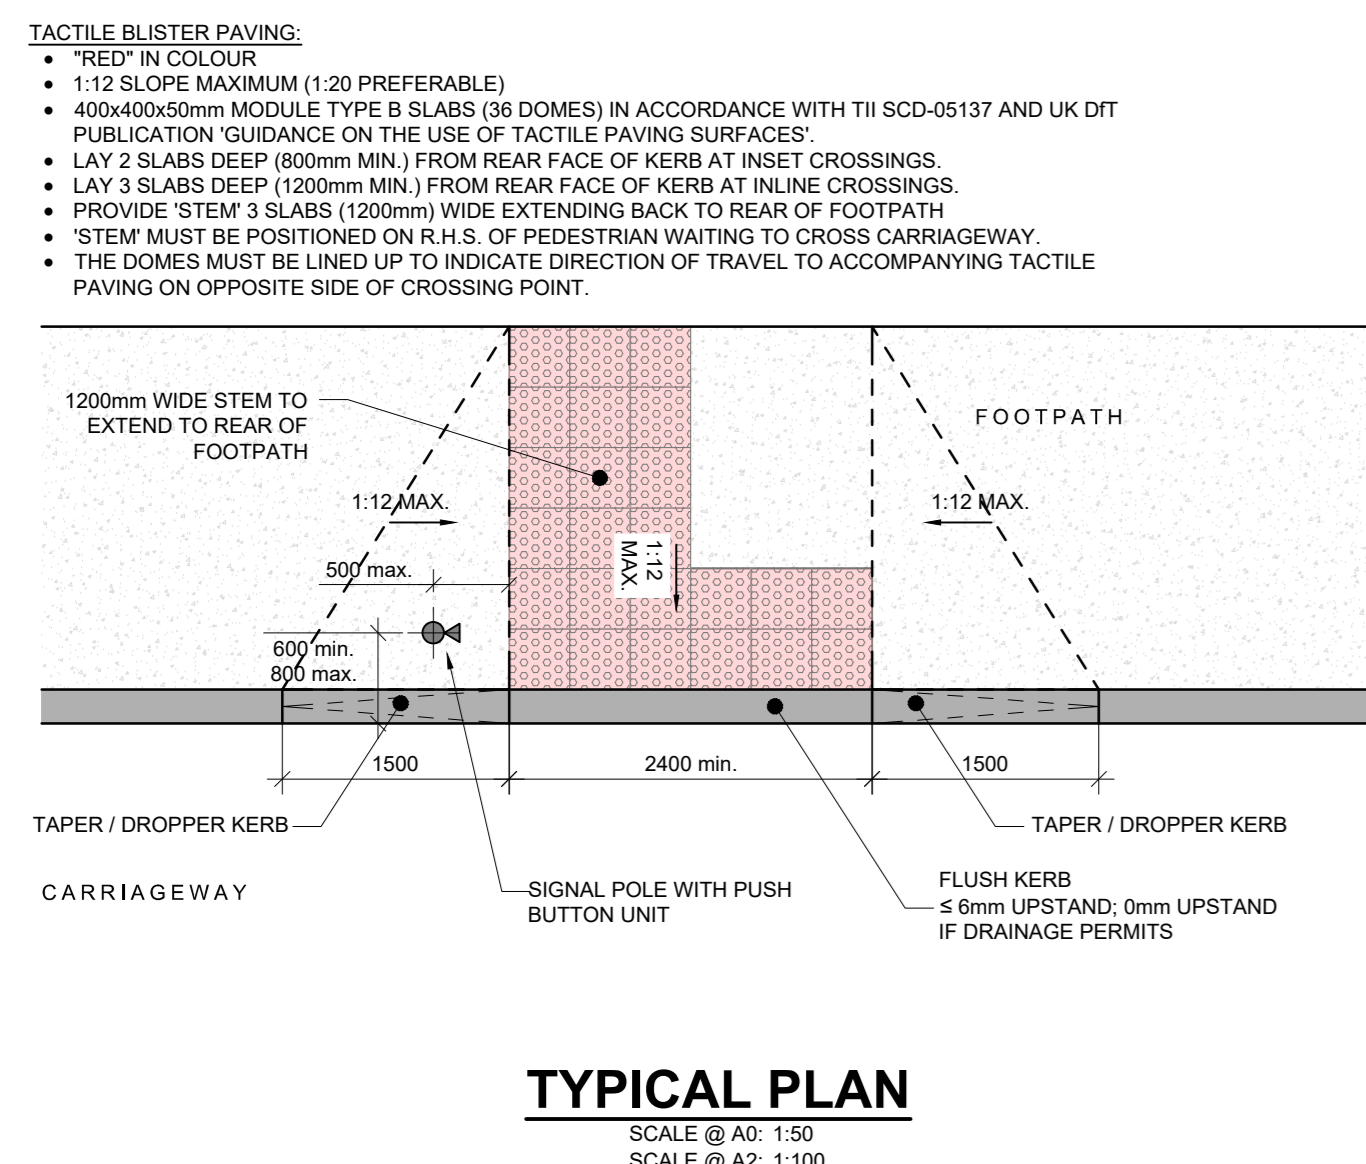 TACTILE BLISTER PAVING:
• "RED" IN COLOUR
• 1:12 SLOPE MAXIMUM (1:20 PREFERABLE)
• 400x400x50mm MODULE TYPE B SLABS (36 DOMES) IN ACCORDANCE WITH TII SCD-05137 AND UK DfT
PUBLICATION 'GUIDANCE ON THE USE OF TACTILE PAVING SURFACES'.
• LAY 2 SLABS DEEP (800mm MIN.) FROM REAR FACE OF KERB AT INSET CROSSINGS.
• LAY 3 SLABS DEEP (1200mm MIN.) FROM REAR FACE OF KERB AT INLINE CROSSINGS.
• PROVIDE 'STEM' 3 SLABS (1200mm) WIDE EXTENDING BACK TO REAR OF FOOTPATH
• 'STEM' MUST BE POSITIONED ON R.H.S. OF PEDESTRIAN WAITING TO CROSS CARRIAGEWAY.
• THE DOMES MUST BE LINED UP TO INDICATE DIRECTION OF TRAVEL TO ACCOMPANYING TACTILE
PAVING ON OPPOSITE SIDE OF CROSSING POINT.
1200mm WIDE STEM TO
EXTEND TO REAR OF
FOOTPATH
FOOTPATH
1:12 MAX.
1:12 MAX.
1:12
MAX.
500 max.
600 min.
800 max.
1500
2400 min.
1500
TAPER / DROPPER KERB
TAPER / DROPPER KERB
CARRIAGEWAY
SIGNAL POLE WITH PUSH
BUTTON UNIT
FLUSH KERB
≤ 6mm UPSTAND; 0mm UPSTAND
IF DRAINAGE PERMITS
TYPICAL PLAN
SCALE @ A0: 1:50
SCALE @ A2: 1:100